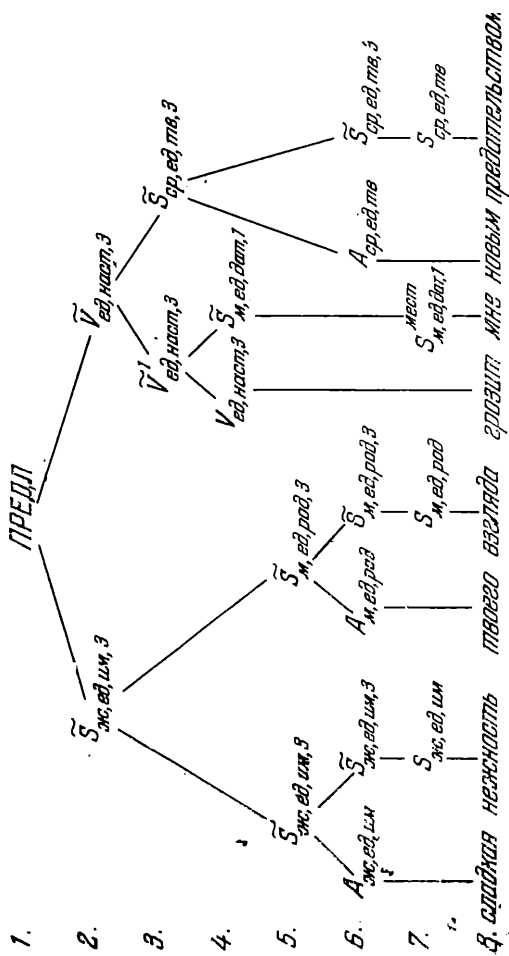 1. ПРЕДЛ
2. S̃ж,ед,им,3 Ṽед,наст,3
3. Ṽ¹ед,наст,3 S̃ср,ед,тв,3
4. Vед,наст,3 S̃м,ед,дат,1
5. S̃ж,ед,им,3 S̃м,ед,род,3
6. Aж,ед,им S̃ж,ед,им,3 Aм,ед,род S̃м,ед,род,3 Aср,ед,тв S̃ср,ед,тв,3
7. Sж,ед,им Sм,ед,род Sместм,ед,дат,1 Sср,ед,тв
8. сладкая нежность твоего взгляда грозит мне новым предательством